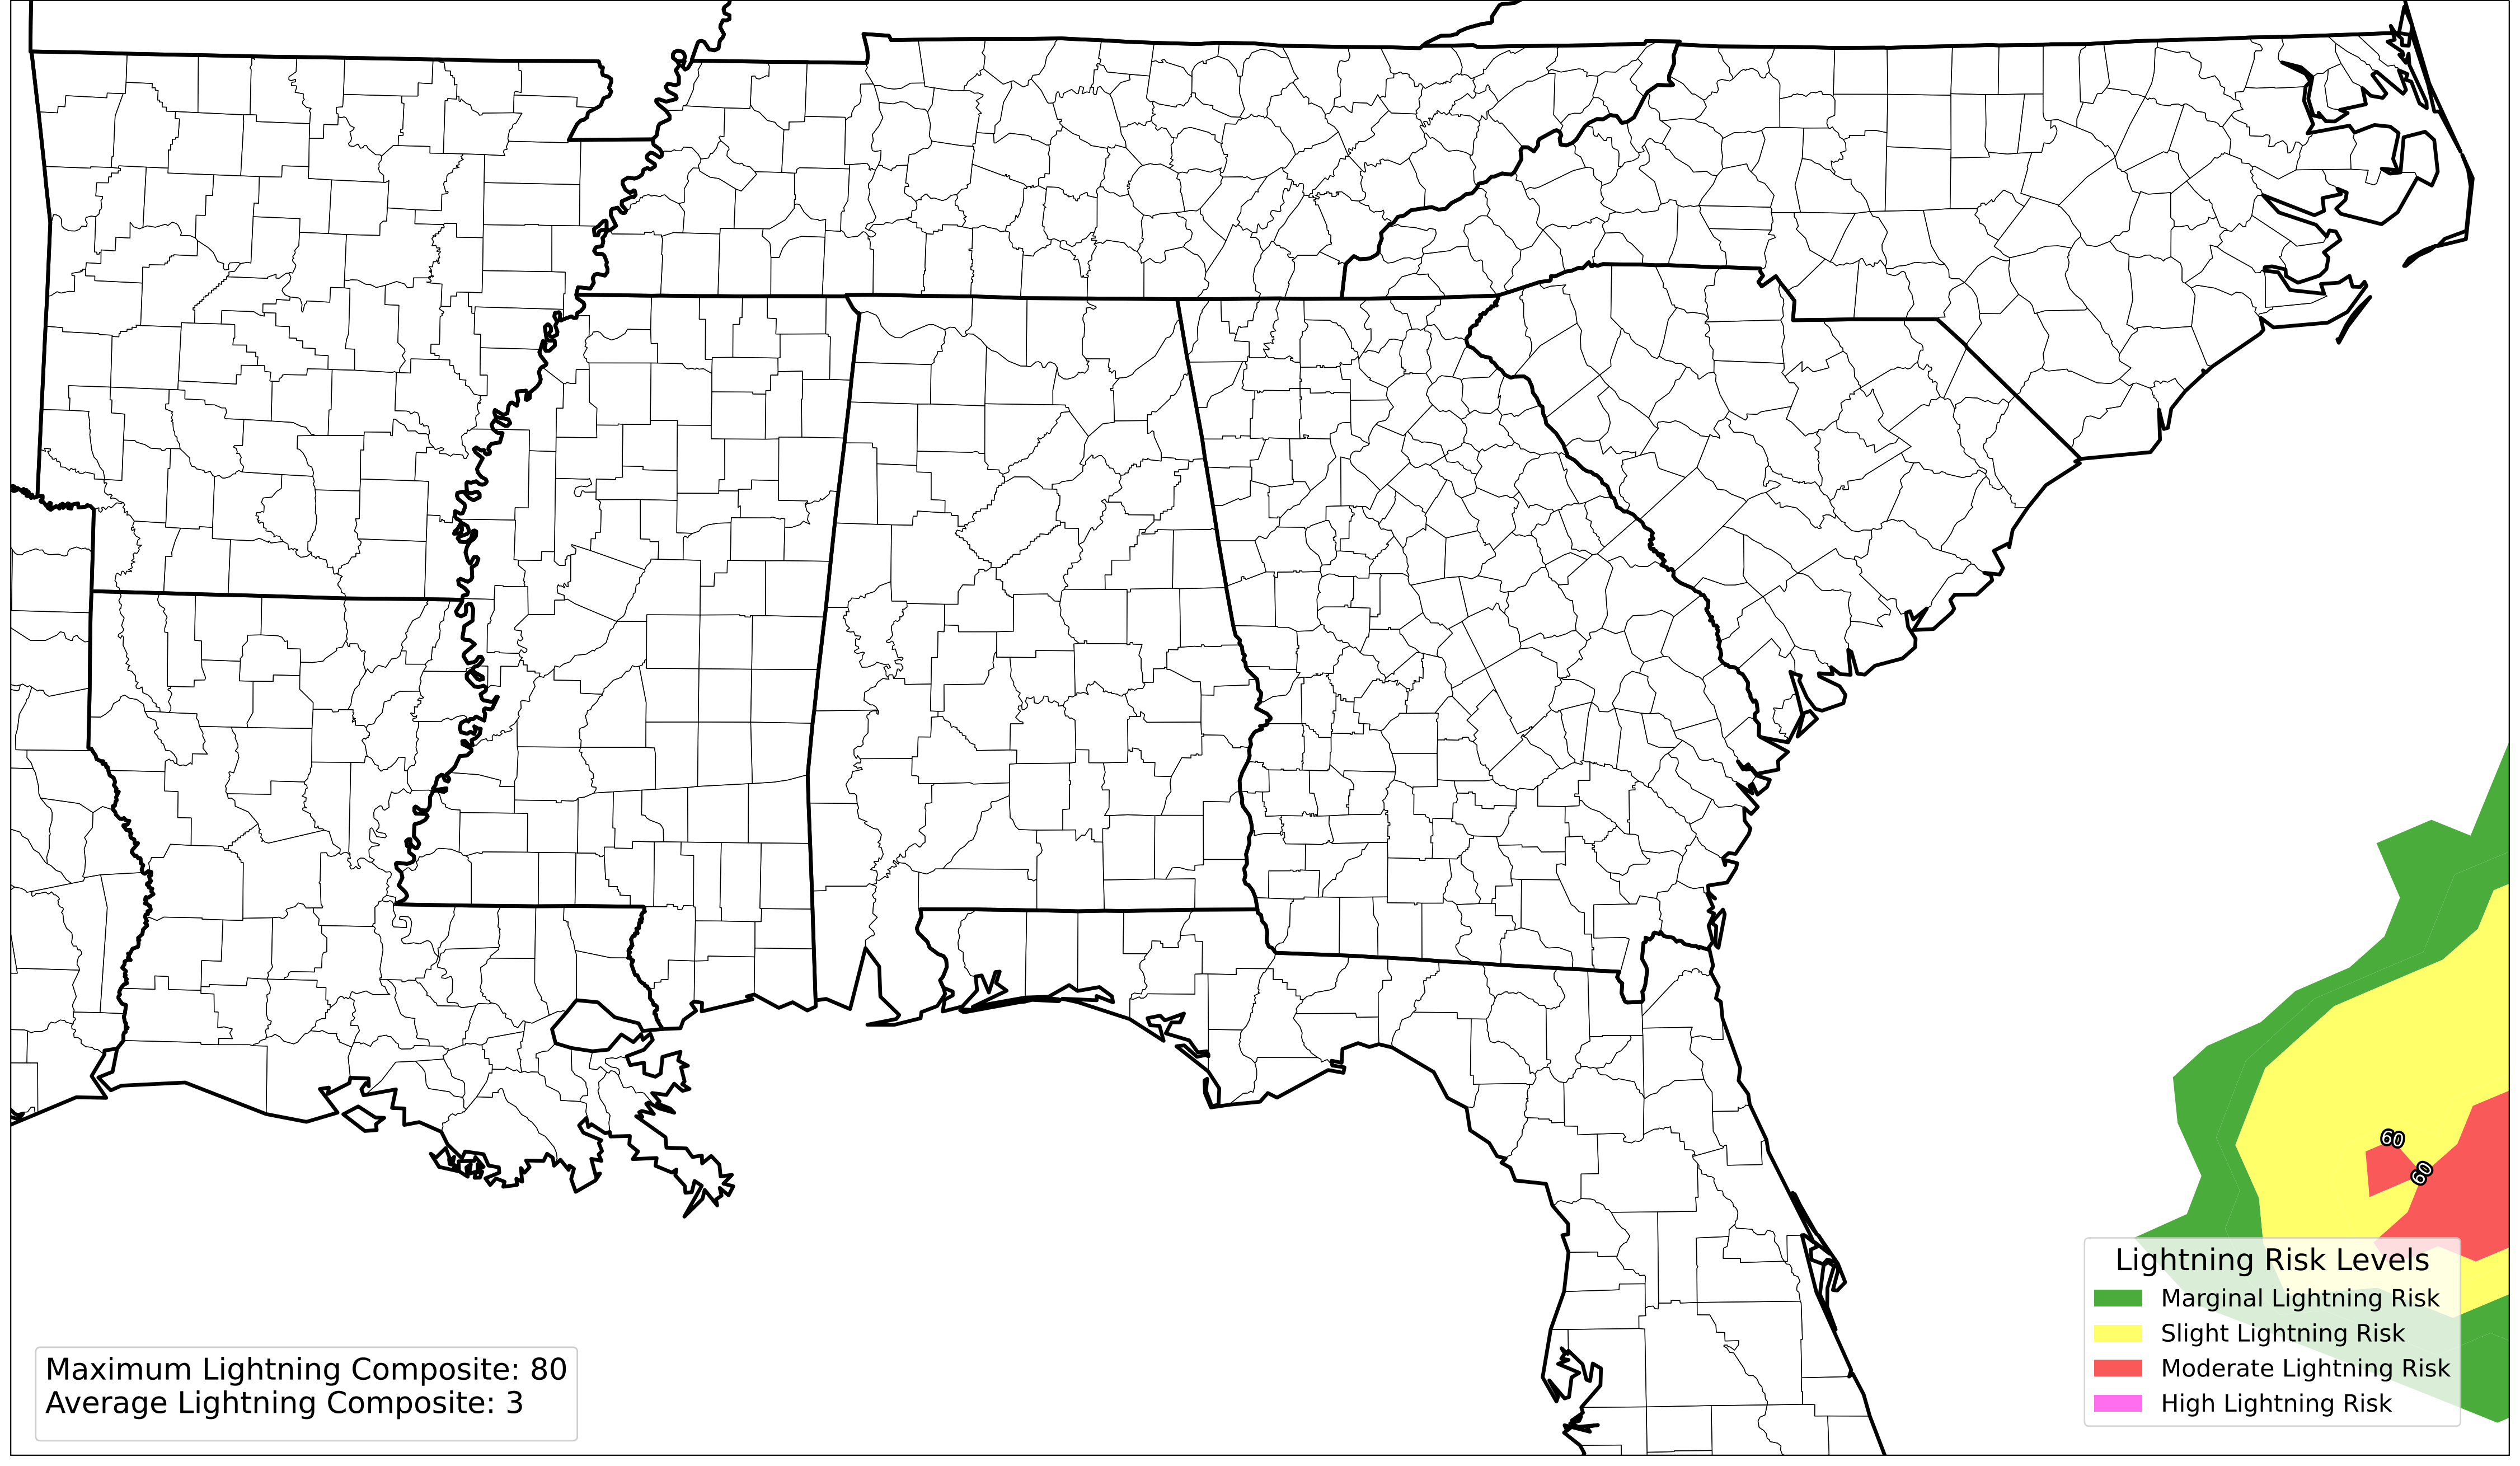 60
60
Lightning Risk Levels
Marginal Lightning Risk
Slight Lightning Risk
Moderate Lightning Risk
High Lightning Risk
Maximum Lightning Composite: 80
Average Lightning Composite: 3